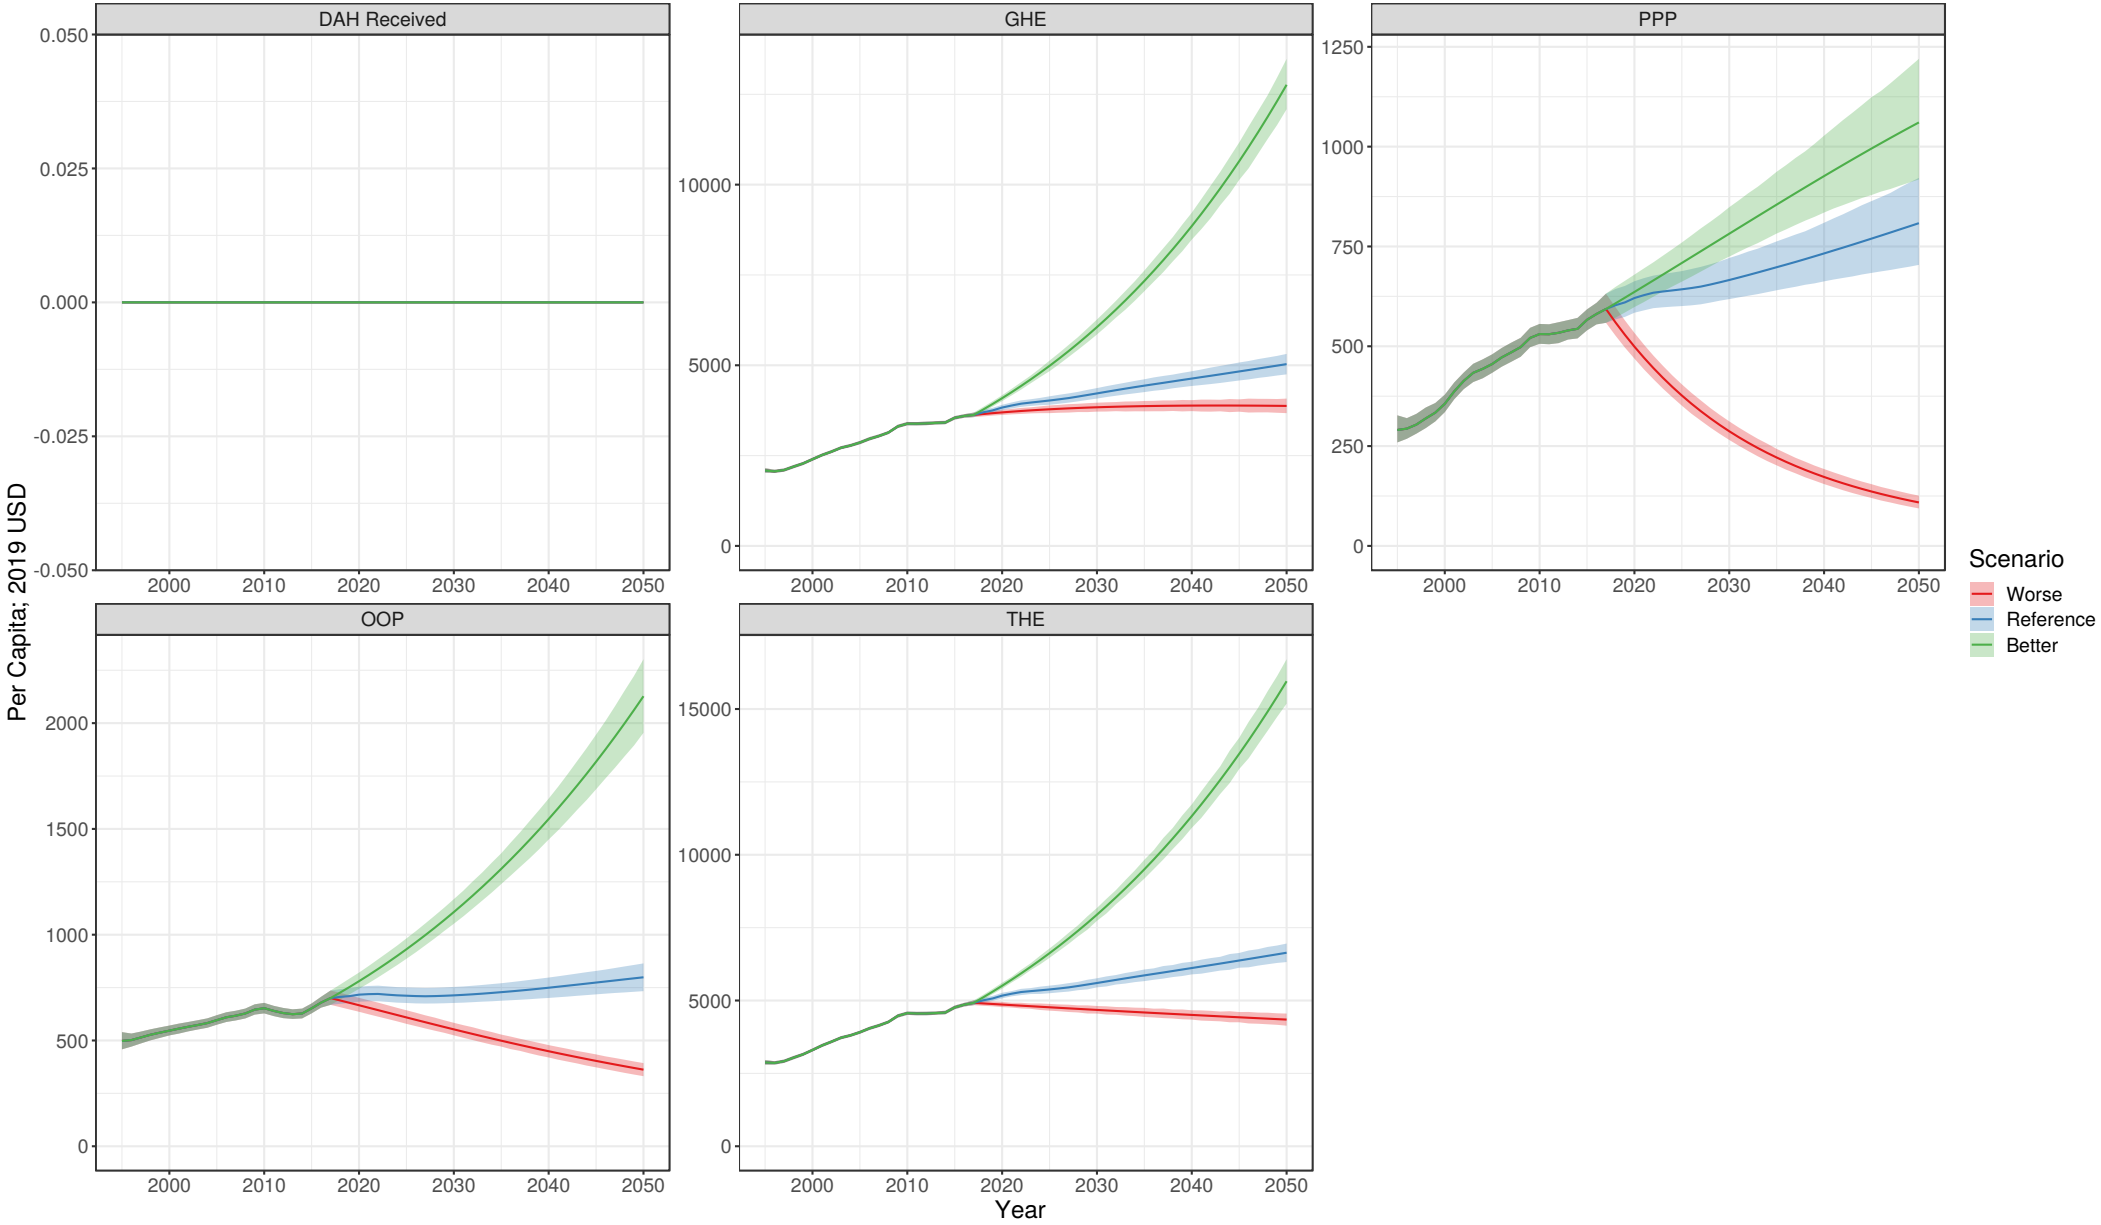 DAH Received
GHE
PPP
0.050
0.025
0.000
-0.025
-0.050
10000
5000
0
1250
1000
750
500
250
0
2000 2010 2020 2030 2040 2050
2000 2010 2020 2030 2040 2050
2000 2010 2020 2030 2040 2050
OOP
THE
2000
1500
1000
500
0
15000
10000
5000
0
2000 2010 2020 2030 2040 2050
2000 2010 2020 2030 2040 2050
Year
Per Capita; 2019 USD
Scenario
Worse
Reference
Better